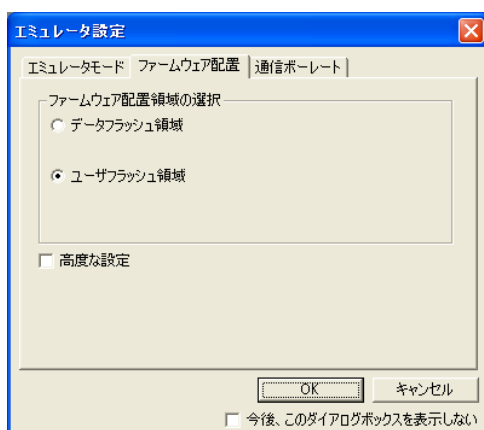 エミュレータ設定
エミュレータモード ファームウェア配置 通信ボーレート
ファームウェア配置領域の選択
データフラッシュ領域
ユーザフラッシュ領域
高度な設定
OK キャンセル
今後、このダイアログボックスを表示しない